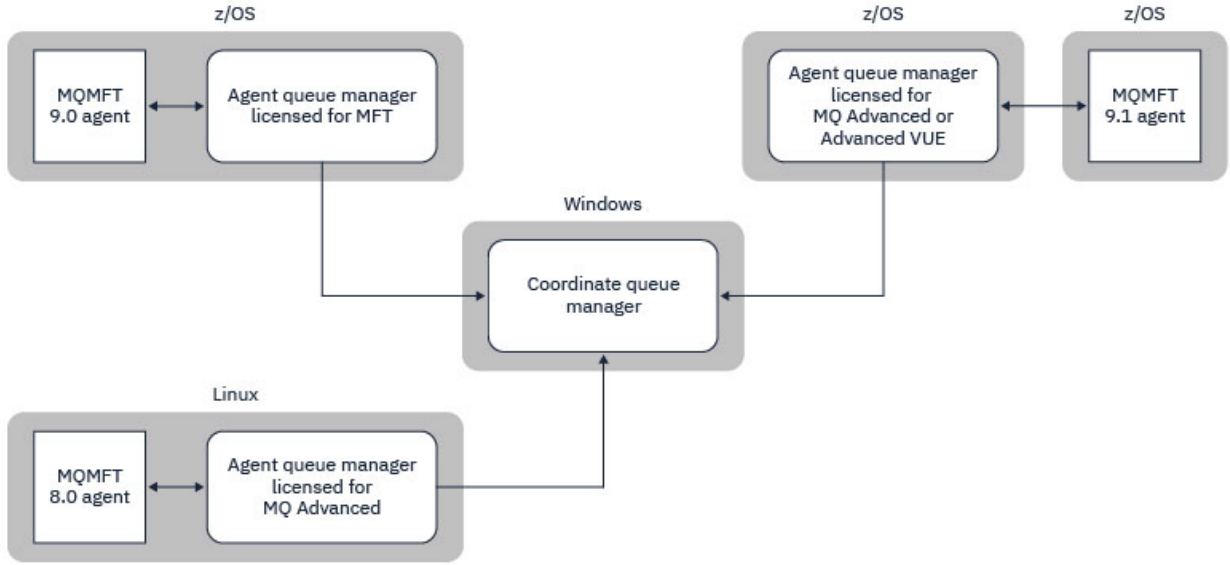 z/OS
MQMFT
9.0 agent
Agent queue manager
licensed for MFT
z/OS
Agent queue manager
licensed for
MQ Advanced or
Advanced VUE
z/OS
MQMFT
9.1 agent
Windows
Coordinate queue
manager
Linux
MQMFT
8.0 agent
Agent queue manager
licensed for
MQ Advanced